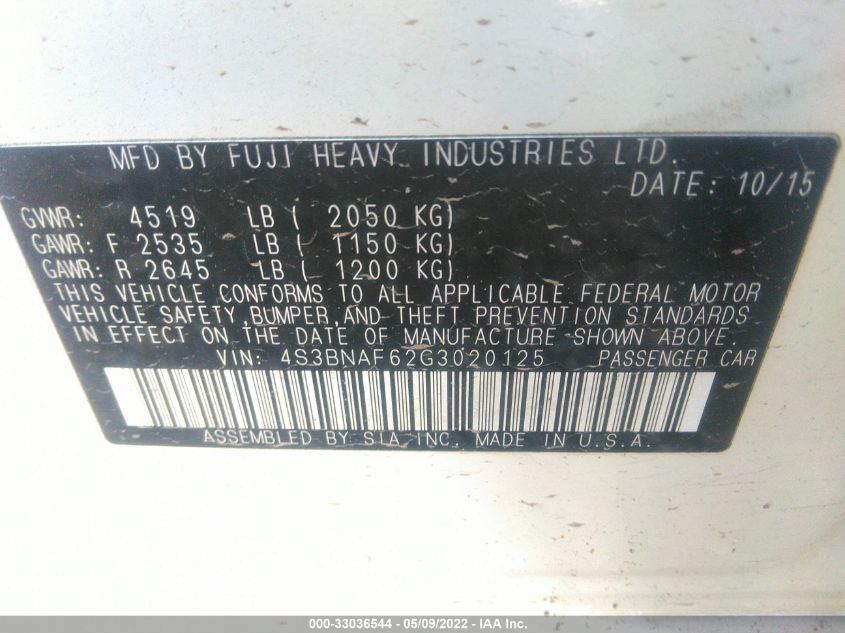 MFD BY FUJI HEAVY INDUSTRIES LTD.
DATE: 10/15
GVWR: 4519 LB ( 2050 KG)
GAWR: F 2535 LB ( 1150 KG)
GAWR: R 2645 LB ( 1200 KG)
THIS VEHICLE CONFORMS TO ALL APPLICABLE FEDERAL MOTOR
VEHICLE SAFETY,BUMPER,AND THEFT PREVENTION STANDARDS
IN EFFECT ON THE DATE OF MANUFACTURE SHOWN ABOVE.
VIN: 4S3BNAF62G3020125 PASSENGER CAR
ASSEMBLED BY SIA,INC. MADE IN U.S.A.
000-33036544 - 05/09/2022 - IAA Inc.